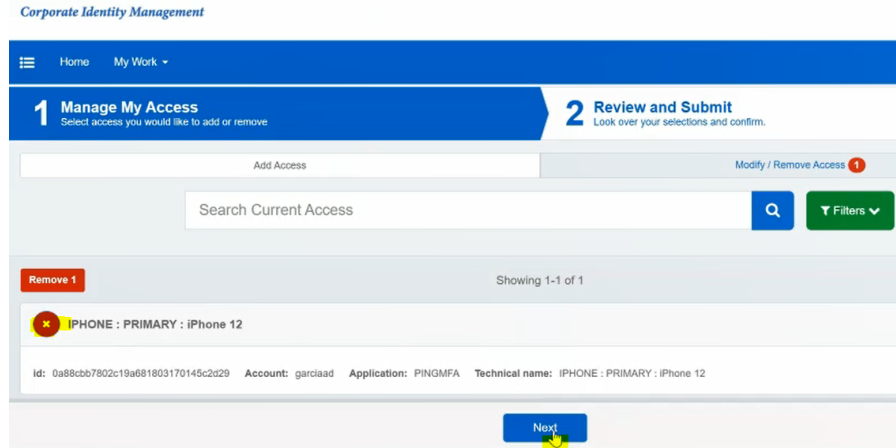 Corporate Identity Management
Home My Work
1 Manage My Access
Select access you would like to add or remove
2 Review and Submit
Look over your selections and confirm.
Add Access
Modify / Remove Access 1
Search Current Access
Filters
Remove 1
Showing 1-1 of 1
IPHONE : PRIMARY : iPhone 12
id: 0a88cbb7802c19a681803170145c2d29 Account: garciaad Application: PINGMFA Technical name: IPHONE : PRIMARY : iPhone 12
Next